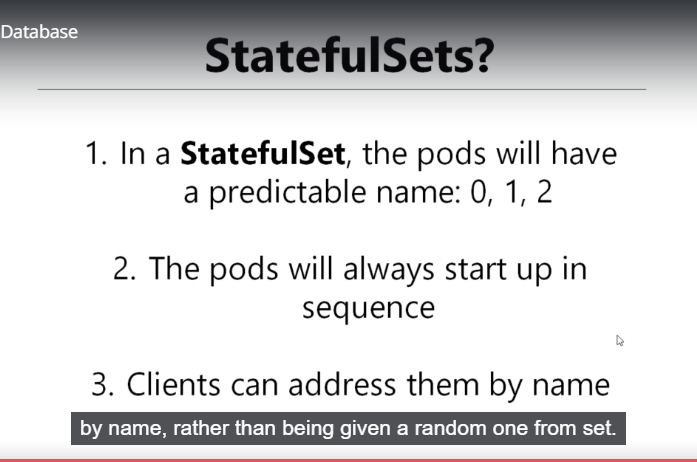 Database
StatefulSets?
1. In a StatefulSet, the pods will have
a predictable name: 0, 1, 2
2. The pods will always start up in
sequence
3. Clients can address them by name
by name, rather than being given a random one from set.